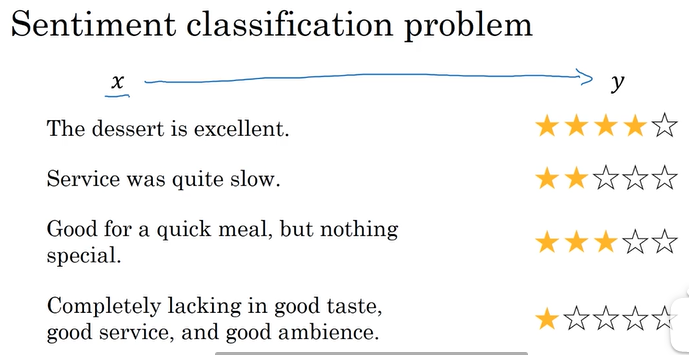 Sentiment classification problem
x y
The dessert is excellent.
Service was quite slow.
Good for a quick meal, but nothing
special.
Completely lacking in good taste,
good service, and good ambience.